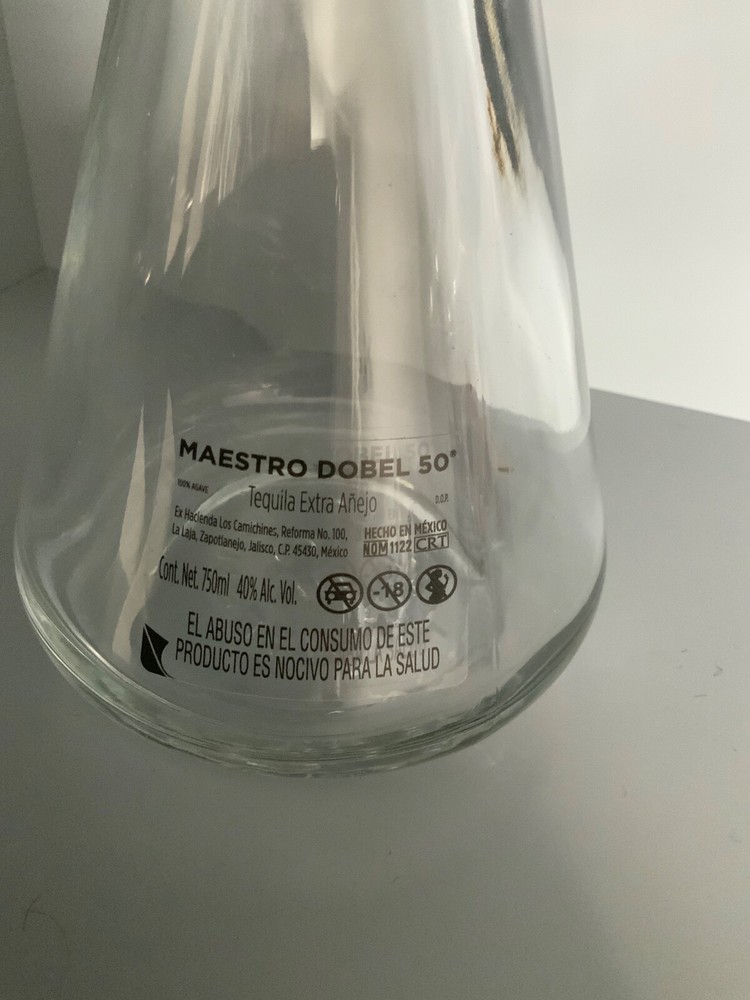 MAESTRO DOBEL 50®
100% AGAVE
Tequila Extra Añejo
D.O.P.
Ex Hacienda Los Camichines, Reforma No. 100,
La Laja, Zapotlanejo, Jalisco, C.P. 45430, México
HECHO EN MÉXICO
NOM 1122 CRT
Cont. Net. 750ml 40% Alc. Vol.
-18
EL ABUSO EN EL CONSUMO DE ESTE
PRODUCTO ES NOCIVO PARA LA SALUD